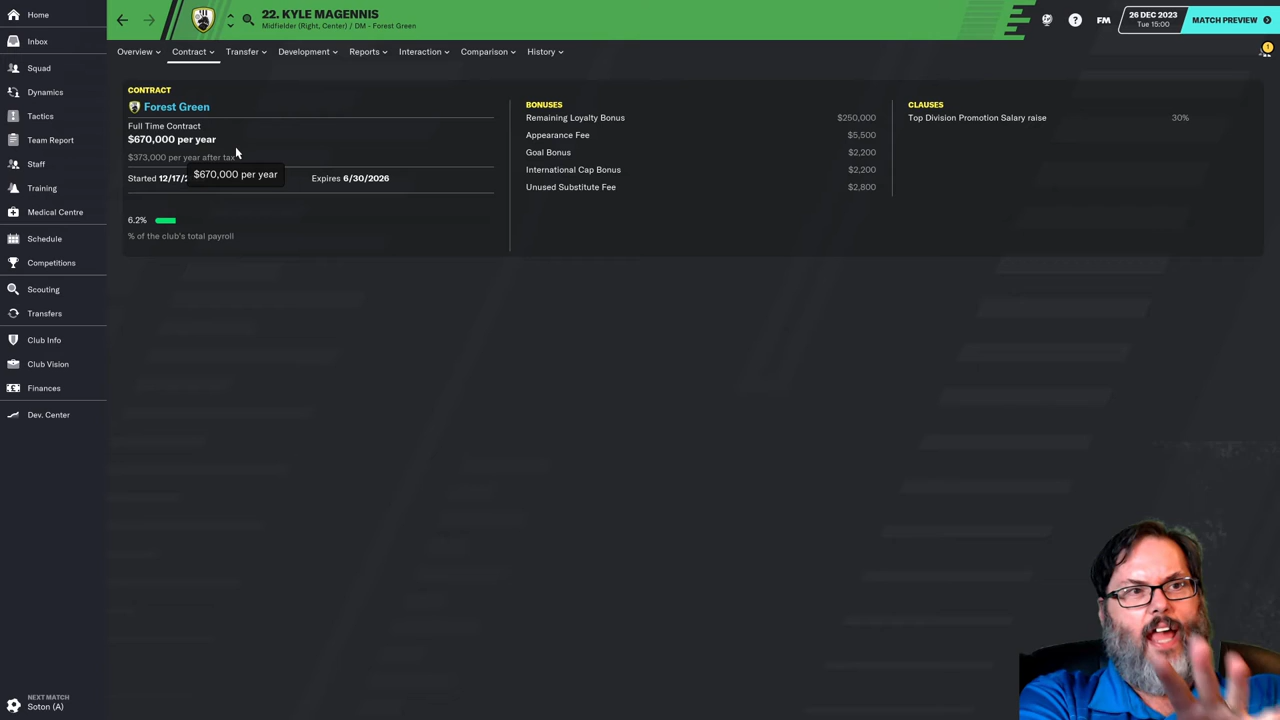 Home
Inbox
Squad
Dynamics
Tactics
Team Report
Staff
Training
Medical Centre
Schedule
Competitions
Scouting
Transfers
Club Info
Club Vision
Finances
Dev. Center
NEXT MATCH
Soton (A)
22. KYLE MAGENNIS
Midfielder (Right, Center) / DM - Forest Green
FM
26 DEC 2023
Tue 15:00
MATCH PREVIEW
Overview
Contract
Transfer
Development
Reports
Interaction
Comparison
History
1
CONTRACT
Forest Green
Full Time Contract
$670,000 per year
$373,000 per year after tax
$670,000 per year
Started 12/17/2 Expires 6/30/2026
6.2%
% of the club's total payroll
BONUSES
Remaining Loyalty Bonus $250,000
Appearance Fee $5,500
Goal Bonus $2,200
International Cap Bonus $2,200
Unused Substitute Fee $2,800
CLAUSES
Top Division Promotion Salary raise 30%